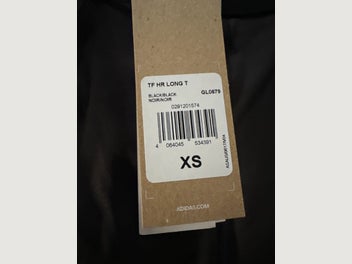 TF HR LONG T
BLACK/BLACK GL0679
NOIR/NOIR
0291201574
4 064045 534391
XS
ADIDAS.COM